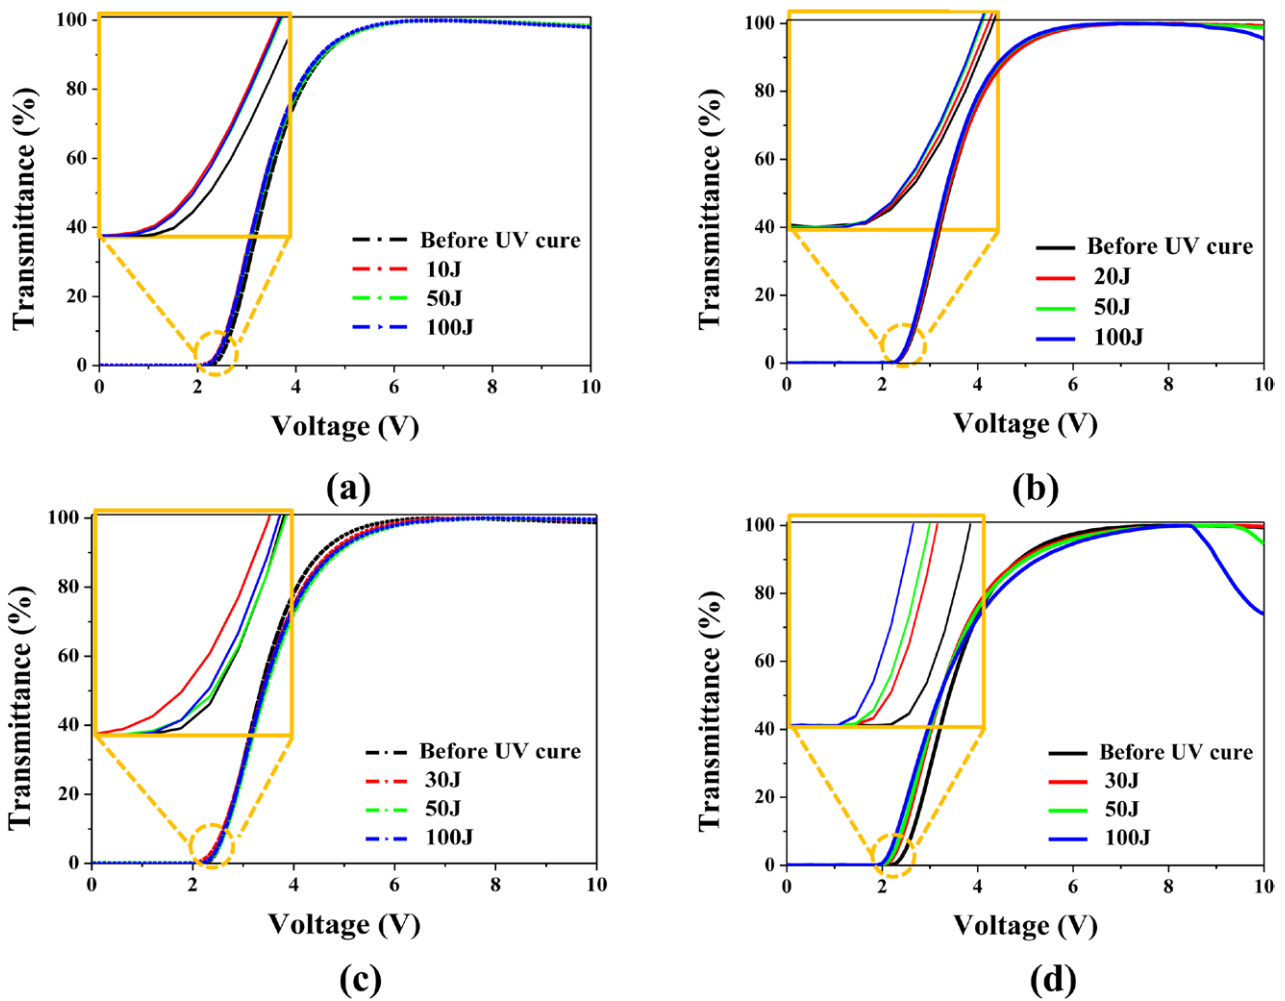 100
80
60
40
20
0
Transmittance (%)
Before UV cure
10J
50J
100J
0 2 4 6 8 10
Voltage (V)
(a)
100
80
60
40
20
0
Transmittance (%)
Before UV cure
20J
50J
100J
0 2 4 6 8 10
Voltage (V)
(b)
100
80
60
40
20
0
Transmittance (%)
Before UV cure
30J
50J
100J
0 2 4 6 8 10
Voltage (V)
(c)
100
80
60
40
20
0
Transmittance (%)
Before UV cure
30J
50J
100J
0 2 4 6 8 10
Voltage (V)
(d)